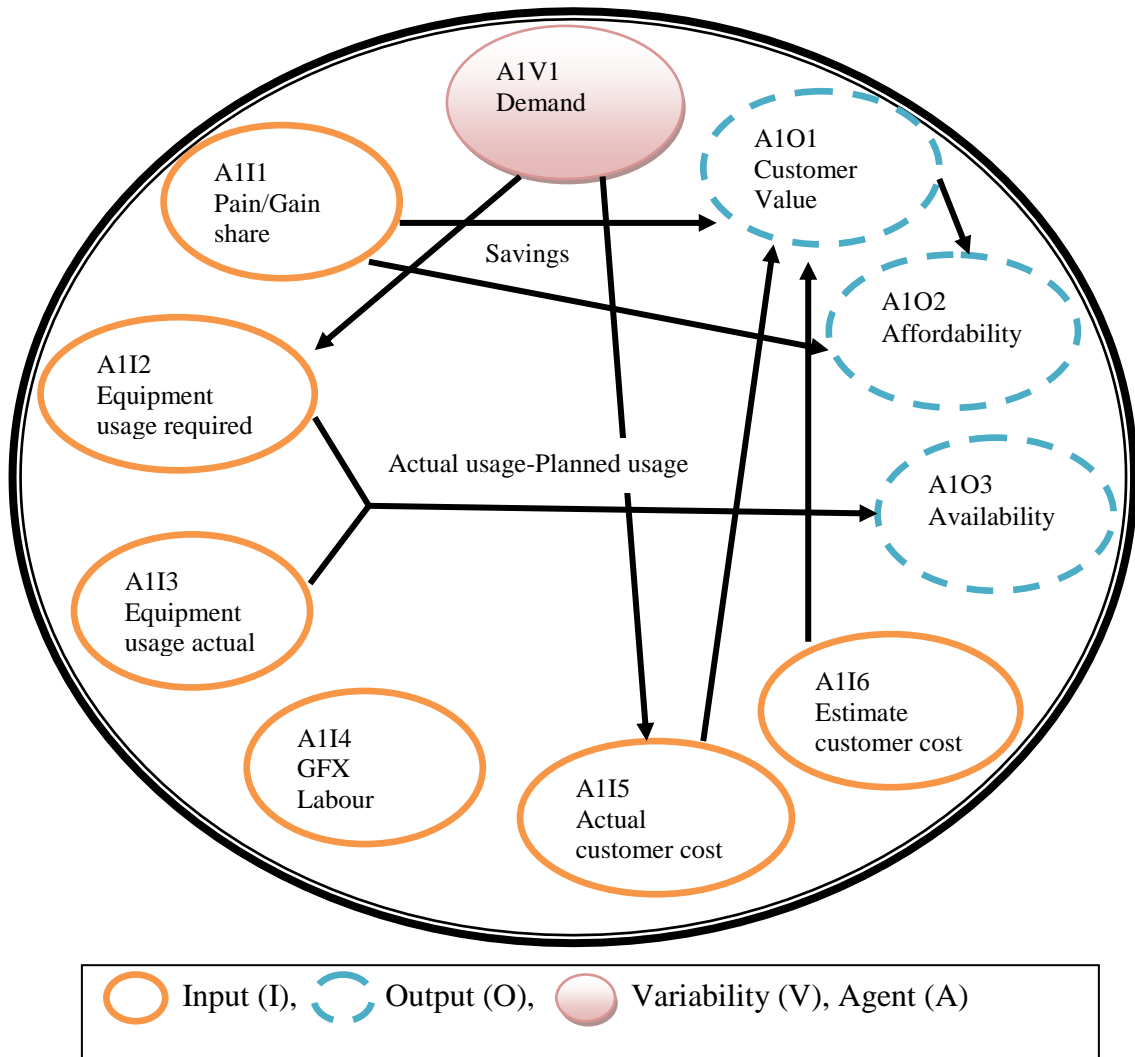 A1V1
Demand
A1O1
Customer
Value
A1I1
Pain/Gain
share
Savings
A1O2
Affordability
A1I2
Equipment
usage required
Actual usage-Planned usage
A1O3
Availability
A1I3
Equipment
usage actual
A1I6
Estimate
customer cost
A1I4
GFX
Labour
A1I5
Actual
customer cost
Input (I), Output (O), Variability (V), Agent (A)